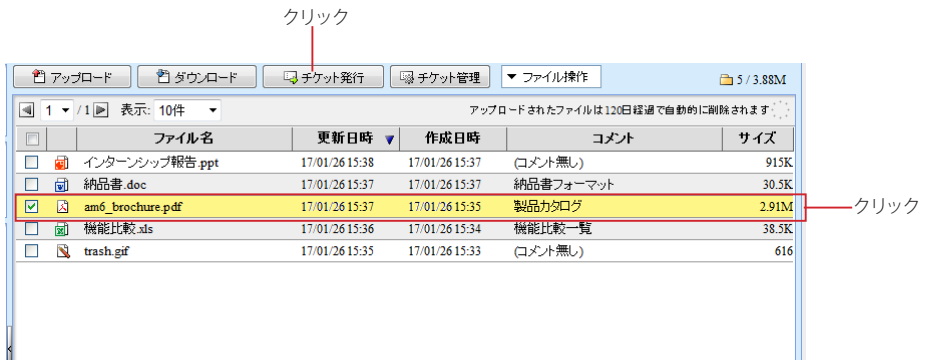 クリック
アップロード ダウンロード チケット発行 チケット管理 ▼ ファイル操作 5 / 3.88M
1 ▼ / 1 表示: 10件 ▼ アップロードされたファイルは120日経過で自動的に削除されます
ファイル名 更新日時 ▼ 作成日時 コメント サイズ
インターンシップ報告.ppt 17/01/26 15:38 17/01/26 15:37 (コメント無し) 915K
納品書.doc 17/01/26 15:37 17/01/26 15:37 納品書フォーマット 30.5K
am6_brochure.pdf 17/01/26 15:37 17/01/26 15:35 製品カタログ 2.91M
クリック
機能比較.xls 17/01/26 15:36 17/01/26 15:34 機能比較一覧 38.5K
trash.gif 17/01/26 15:35 17/01/26 15:33 (コメント無し) 616